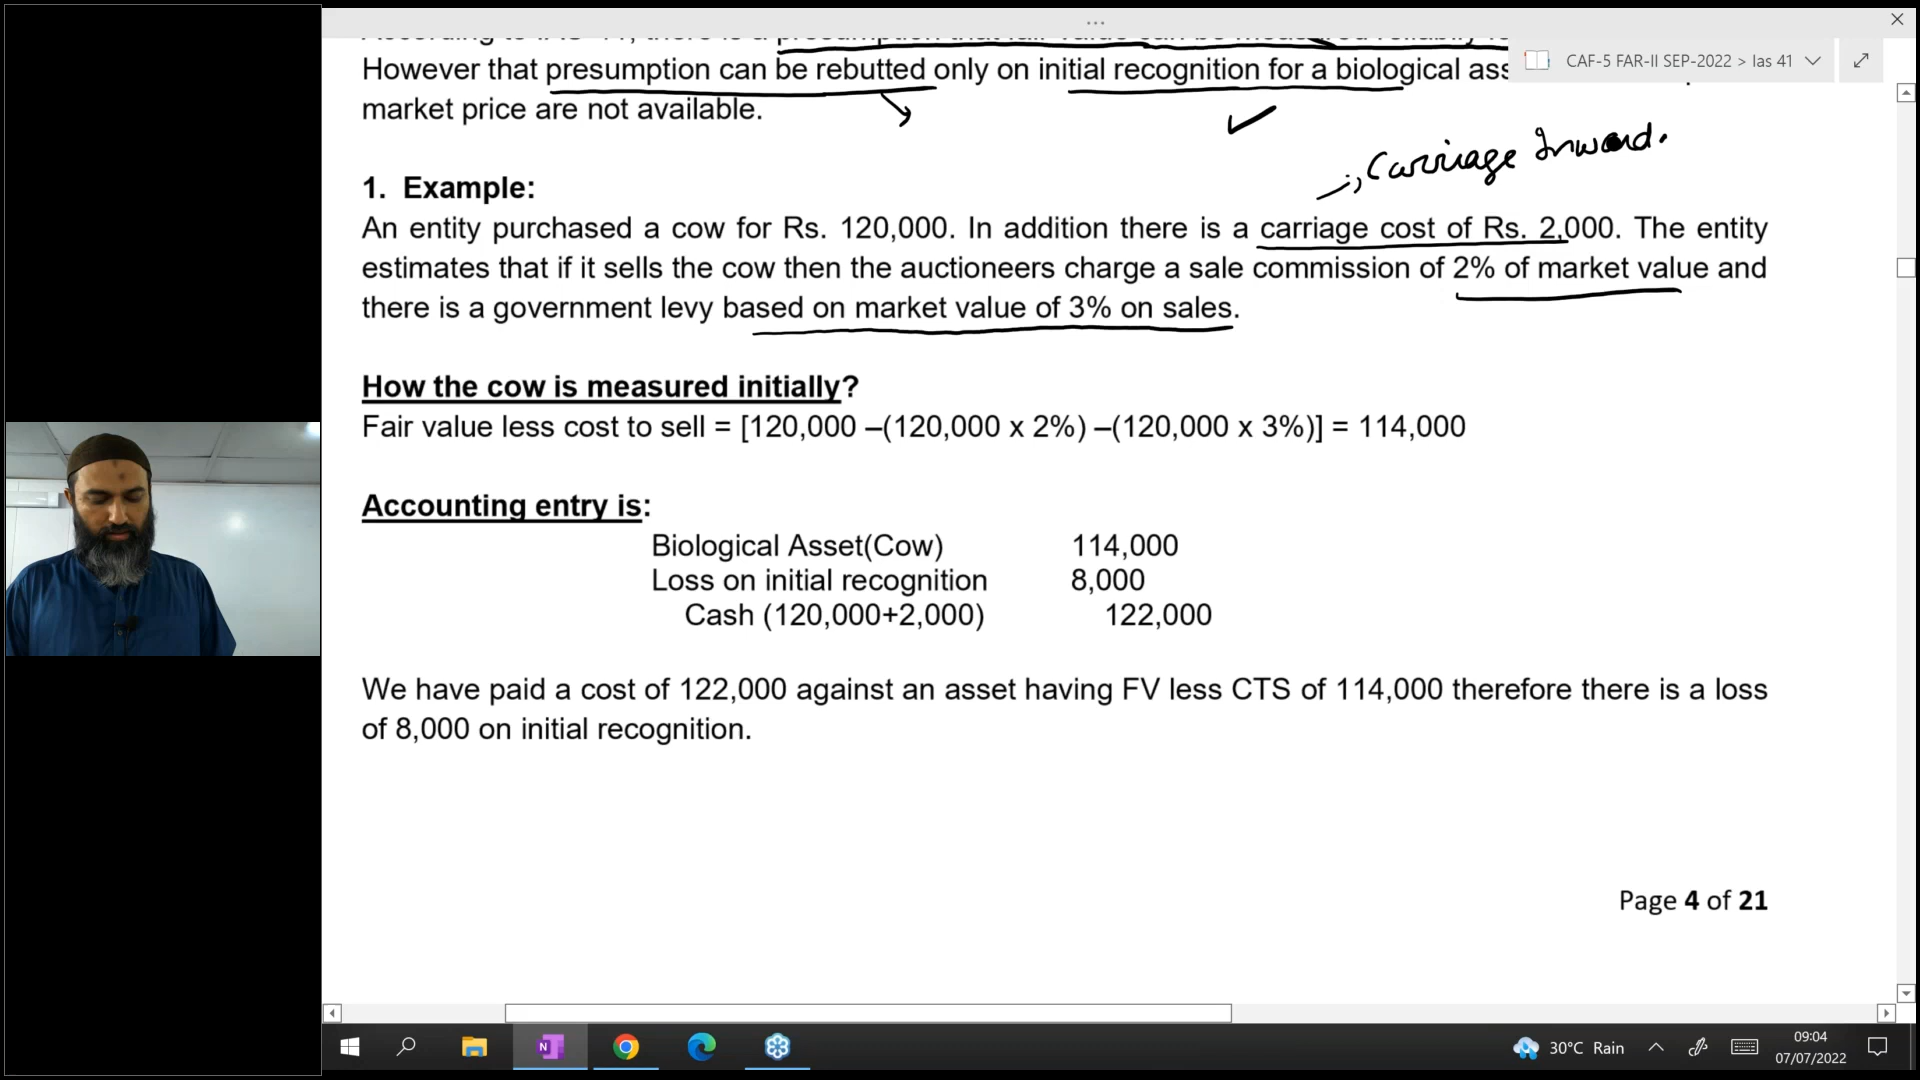 However that presumption can be rebutted only on initial recognition for a biological
market price are not available.
CAF-5 FAR-II SEP-2022 > Ias 41
Carriage Inward.
1. Example:
An entity purchased a cow for Rs. 120,000. In addition there is a carriage cost of Rs. 2,000. The entity
estimates that if it sells the cow then the auctioneers charge a sale commission of 2% of market value and
there is a government levy based on market value of 3% on sales.
How the cow is measured initially?
Fair value less cost to sell = [120,000 –(120,000 x 2%) –(120,000 x 3%)] = 114,000
Accounting entry is:
Biological Asset(Cow) 114,000
Loss on initial recognition 8,000
Cash (120,000+2,000) 122,000
We have paid a cost of 122,000 against an asset having FV less CTS of 114,000 therefore there is a loss
of 8,000 on initial recognition.
Page 4 of 21
30°C Rain
09:04
07/07/2022